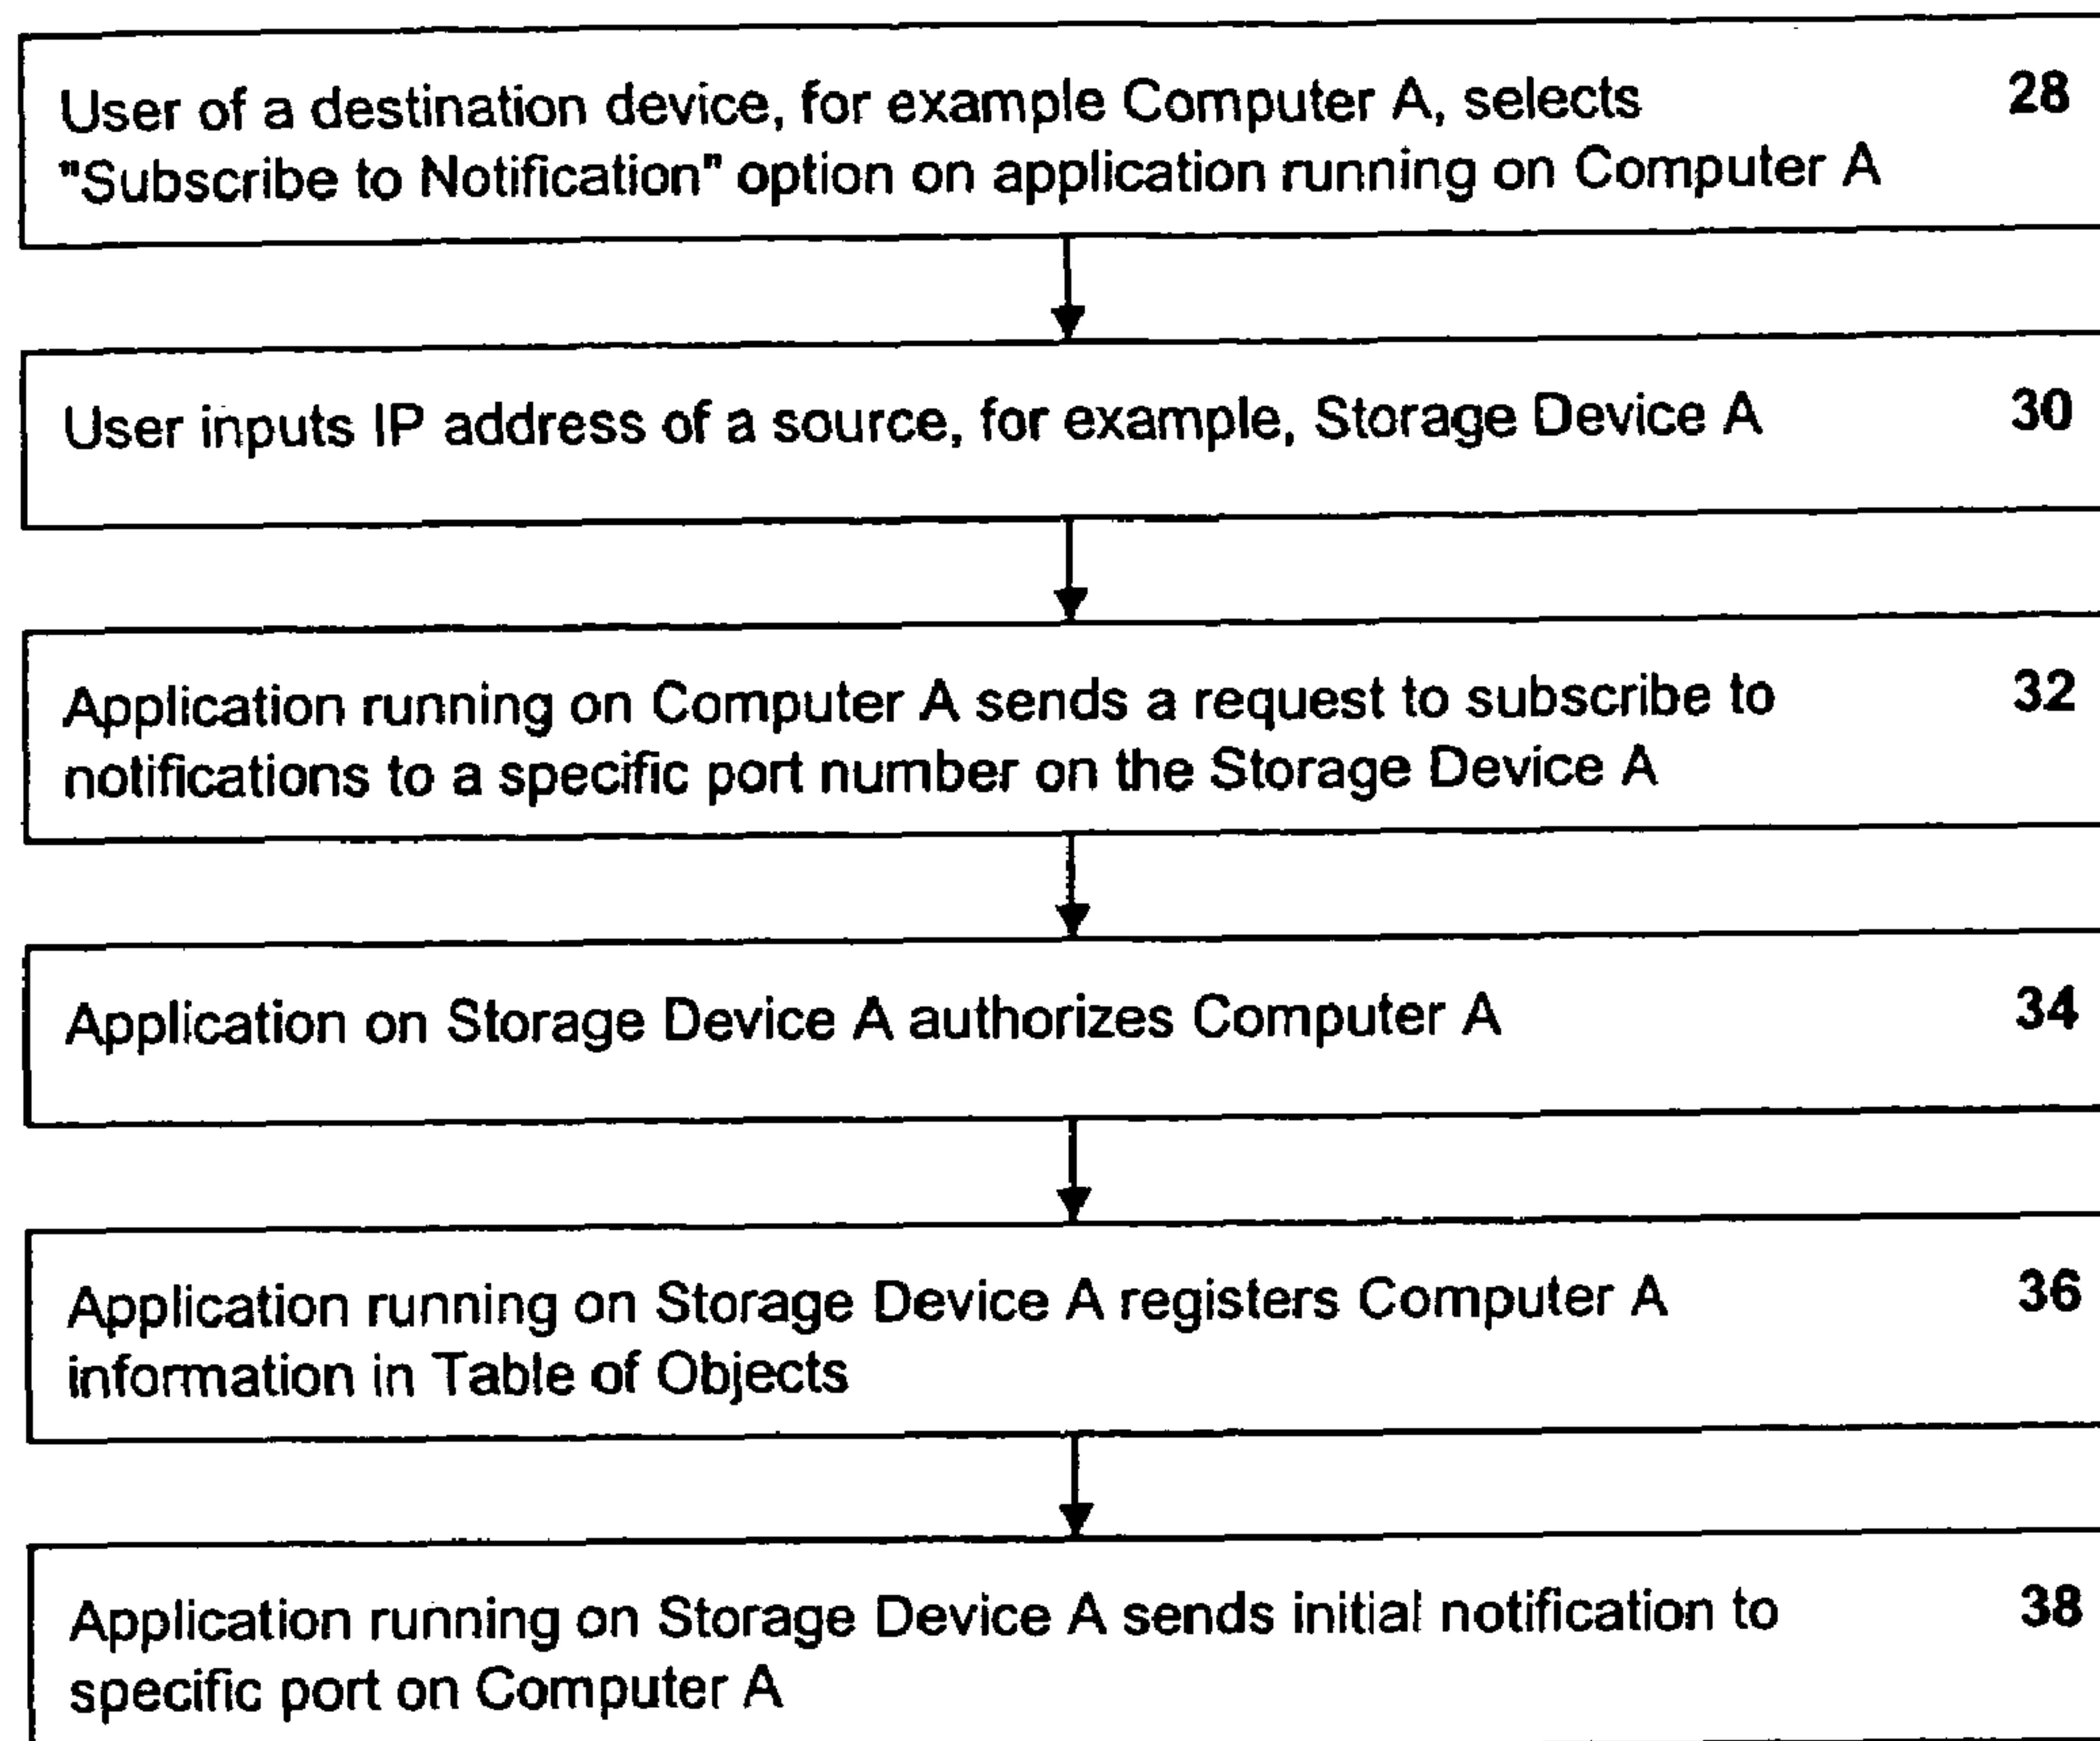 User of a destination device, for example Computer A, selects 28
"Subscribe to Notification" option on application running on Computer A
User inputs IP address of a source, for example, Storage Device A 30
Application running on Computer A sends a request to subscribe to 32
notifications to a specific port number on the Storage Device A
Application on Storage Device A authorizes Computer A 34
Application running on Storage Device A registers Computer A 36
information in Table of Objects
Application running on Storage Device A sends initial notification to 38
specific port on Computer A